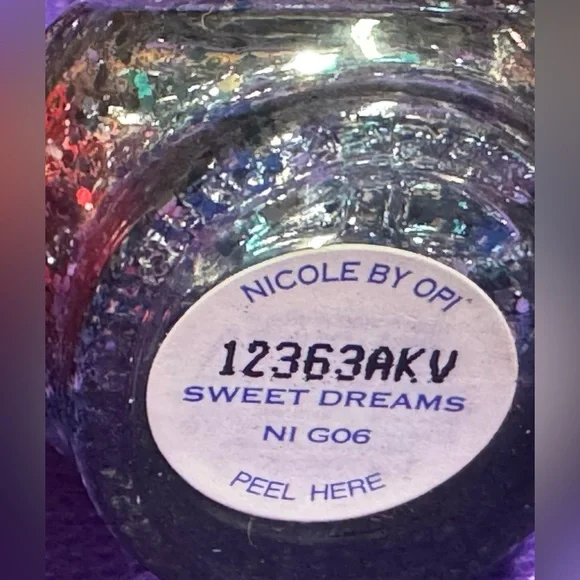 NICOLE BY OPI
12363AKV
SWEET DREAMS
NI G06
PEEL HERE